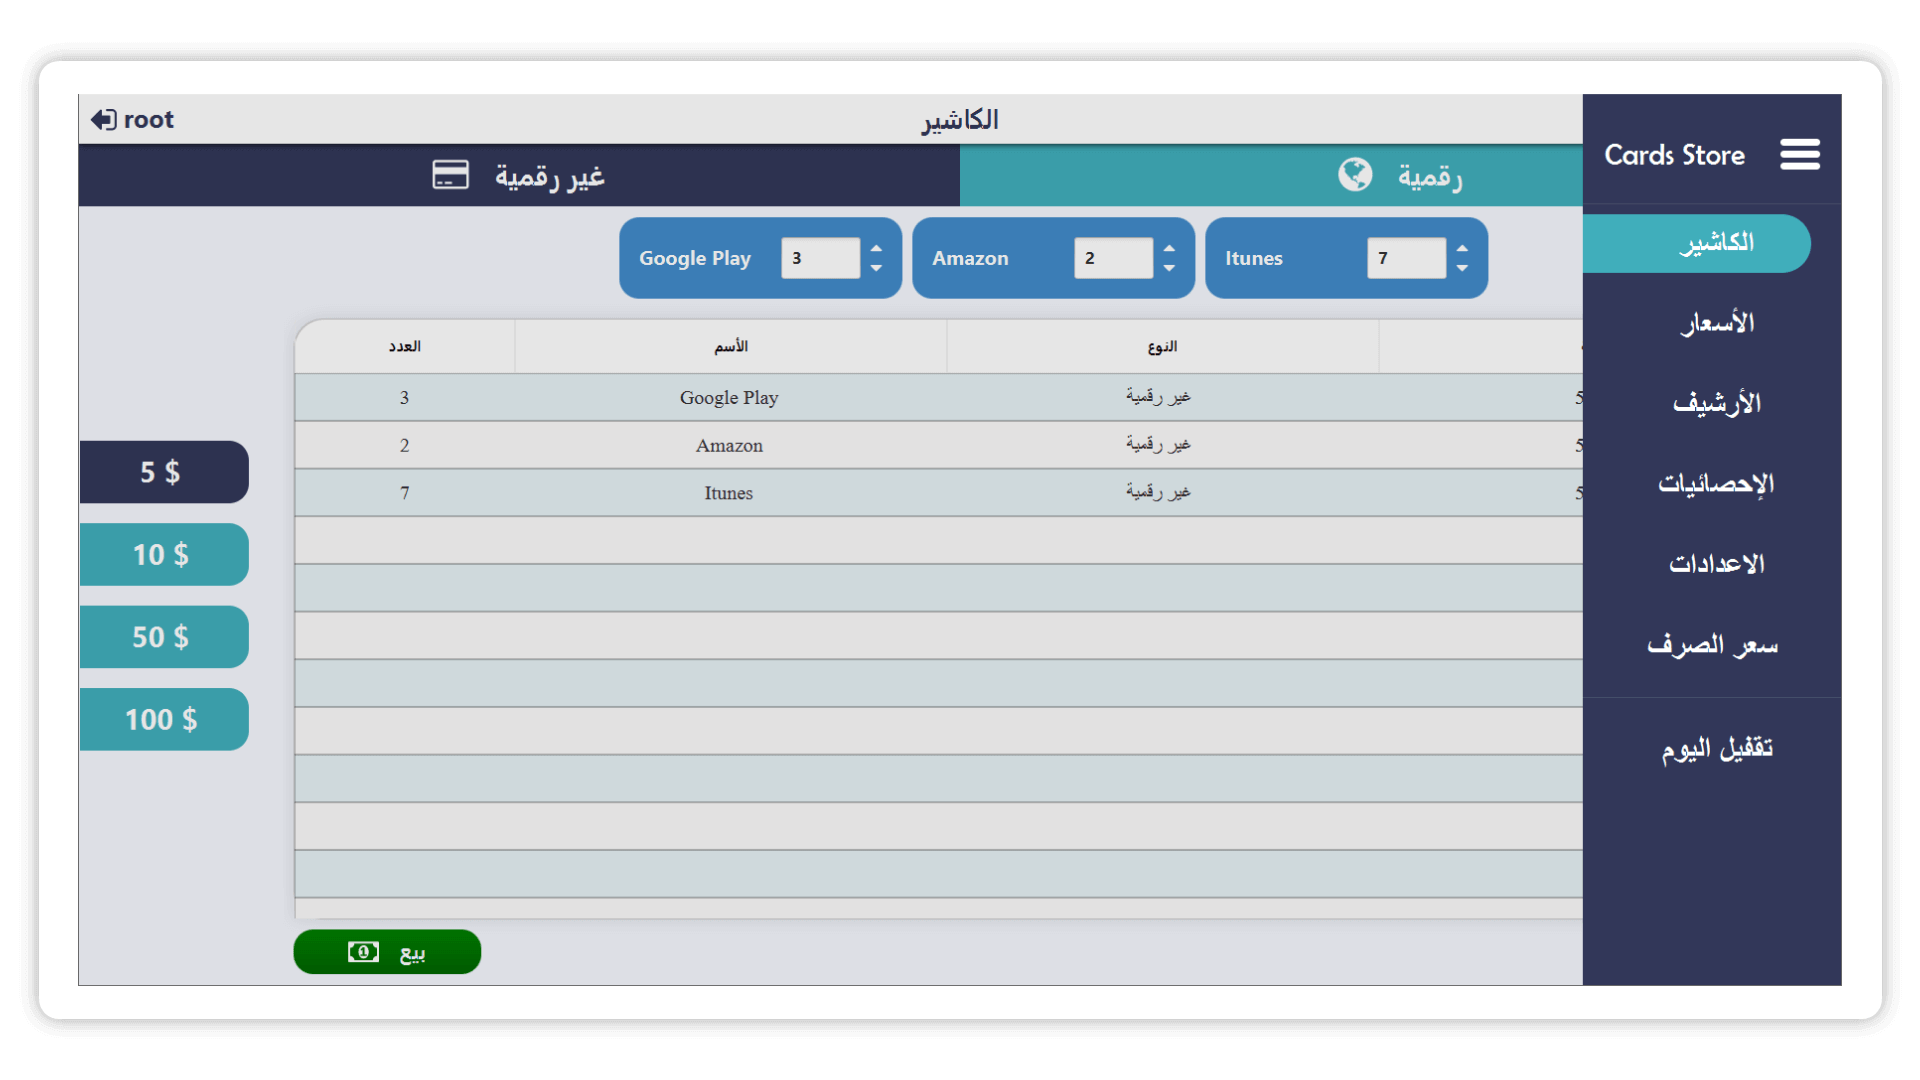 root
الكاشير
Cards Store
رقمية
غير رقمية
Google Play 3
Amazon 2
Itunes 7
العدد الأسم النوع
3 Google Play غير رقمية 5
2 Amazon غير رقمية 5
7 Itunes غير رقمية 5
5 $
10 $
50 $
100 $
بيع
الكاشير
الأسعار
الأرشيف
الإحصائيات
الاعدادات
سعر الصرف
تقفيل اليوم